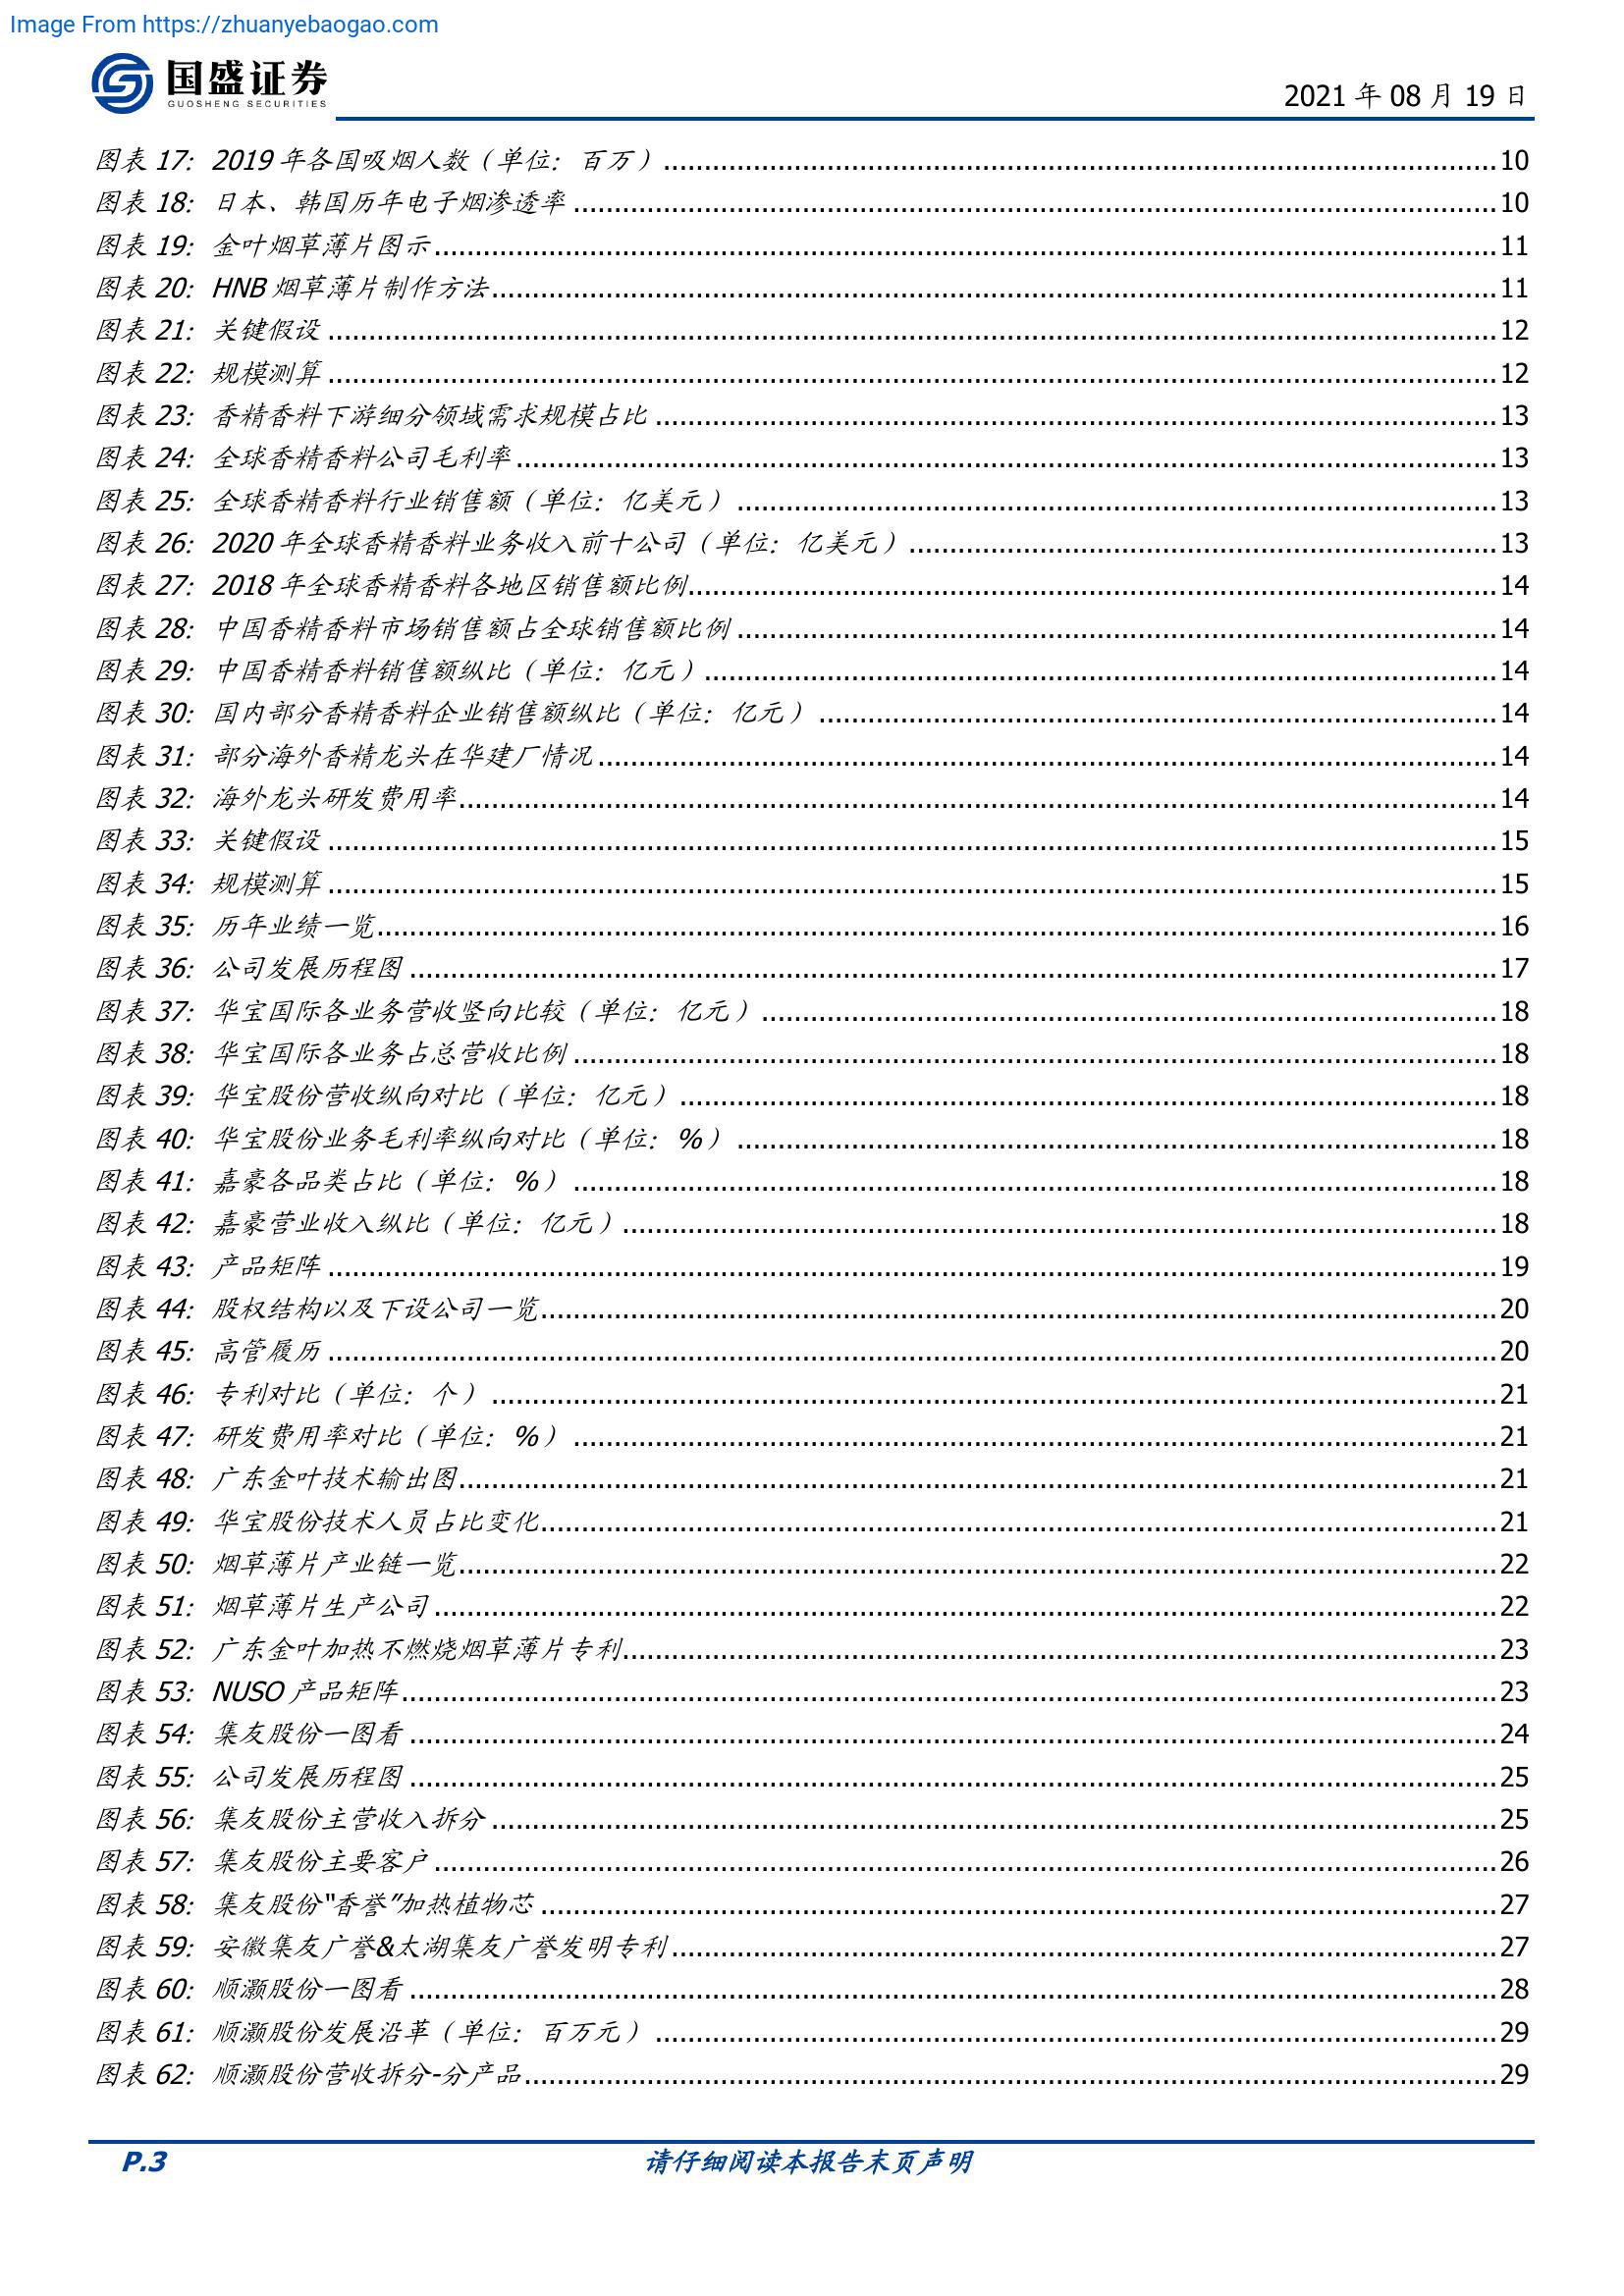 Image From https://zhuanyebaogao.com
国盛证券
GUOSHENG SECURITIES
2021 年 08 月 19 日
图表 17: 2019 年各国吸烟人数（单位：百万）....................10
图表 18: 日本、韩国历年电子烟渗透率....................10
图表 19: 金叶烟草薄片图示....................11
图表 20: HNB 烟草薄片制作方法....................11
图表 21: 关键假设....................12
图表 22: 规模测算....................12
图表 23: 香精香料下游细分领域需求规模占比....................13
图表 24: 全球香精香料公司毛利率....................13
图表 25: 全球香精香料行业销售额（单位：亿美元）....................13
图表 26: 2020 年全球香精香料业务收入前十公司（单位：亿美元）....................13
图表 27: 2018 年全球香精香料各地区销售额比例....................14
图表 28: 中国香精香料市场销售额占全球销售额比例....................14
图表 29: 中国香精香料销售额纵比（单位：亿元）....................14
图表 30: 国内部分香精香料企业销售额纵比（单位：亿元）....................14
图表 31: 部分海外香精龙头在华建厂情况....................14
图表 32: 海外龙头研发费用率....................14
图表 33: 关键假设....................15
图表 34: 规模测算....................15
图表 35: 历年业绩一览....................16
图表 36: 公司发展历程图....................17
图表 37: 华宝国际各业务营收竖向比较（单位：亿元）....................18
图表 38: 华宝国际各业务占总营收比例....................18
图表 39: 华宝股份营收纵向对比（单位：亿元）....................18
图表 40: 华宝股份业务毛利率纵向对比（单位：%）....................18
图表 41: 嘉豪各品类占比（单位：%）....................18
图表 42: 嘉豪营业收入纵比（单位：亿元）....................18
图表 43: 产品矩阵....................19
图表 44: 股权结构以及下设公司一览....................20
图表 45: 高管履历....................20
图表 46: 专利对比（单位：个）....................21
图表 47: 研发费用率对比（单位：%）....................21
图表 48: 广东金叶技术输出图....................21
图表 49: 华宝股份技术人员占比变化....................21
图表 50: 烟草薄片产业链一览....................22
图表 51: 烟草薄片生产公司....................22
图表 52: 广东金叶加热不燃烧烟草薄片专利....................23
图表 53: NUSO 产品矩阵....................23
图表 54: 集友股份一图看....................24
图表 55: 公司发展历程图....................25
图表 56: 集友股份主营收入拆分....................25
图表 57: 集友股份主要客户....................26
图表 58: 集友股份“香誉”加热植物芯....................27
图表 59: 安徽集友广誉&太湖集友广誉发明专利....................27
图表 60: 顺灏股份一图看....................28
图表 61: 顺灏股份发展沿革（单位：百万元）....................29
图表 62: 顺灏股份营收拆分-分产品....................29
P.3
请仔细阅读本报告末页声明